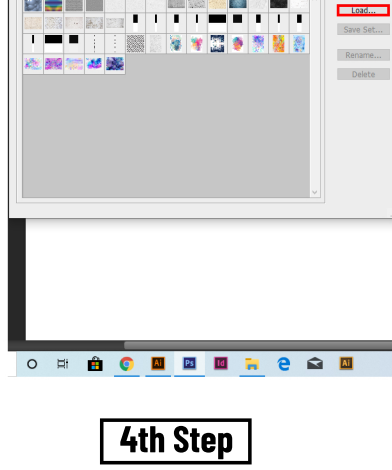 Load...
Save Set...
Rename...
Delete
Ai
Ps
Id
Ai
4th Step